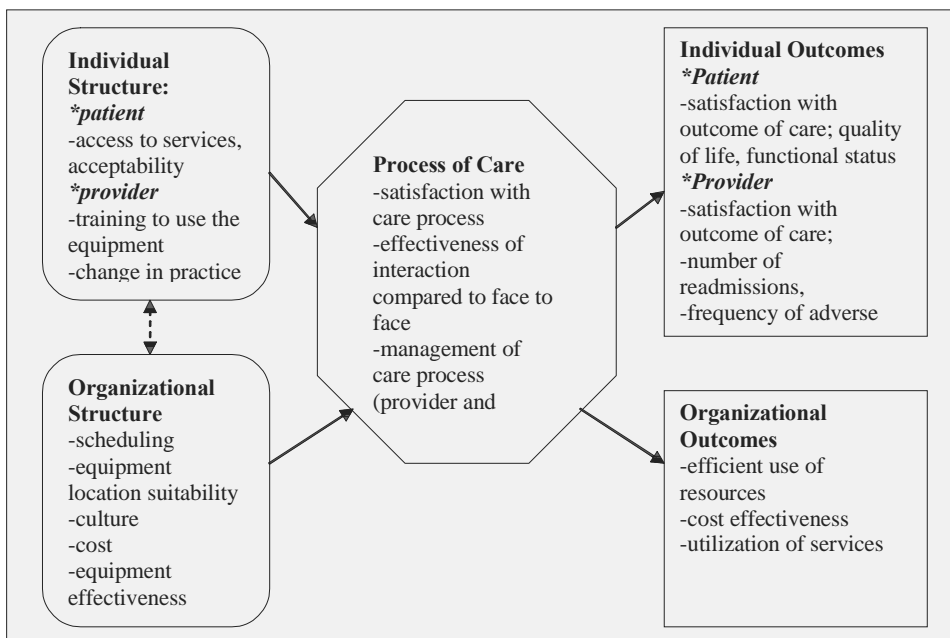 Individual
Structure:
*patient
-access to services,
acceptability
*provider
-training to use the
equipment
-change in practice
Organizational
Structure
-scheduling
-equipment
location suitability
-culture
-cost
-equipment
effectiveness
Process of Care
-satisfaction with
care process
-effectiveness of
interaction
compared to face to
face
-management of
care process
(provider and
Individual Outcomes
*Patient
-satisfaction with
outcome of care; quality
of life, functional status
*Provider
-satisfaction with
outcome of care;
-number of
readmissions,
-frequency of adverse
Organizational
Outcomes
-efficient use of
resources
-cost effectiveness
-utilization of services